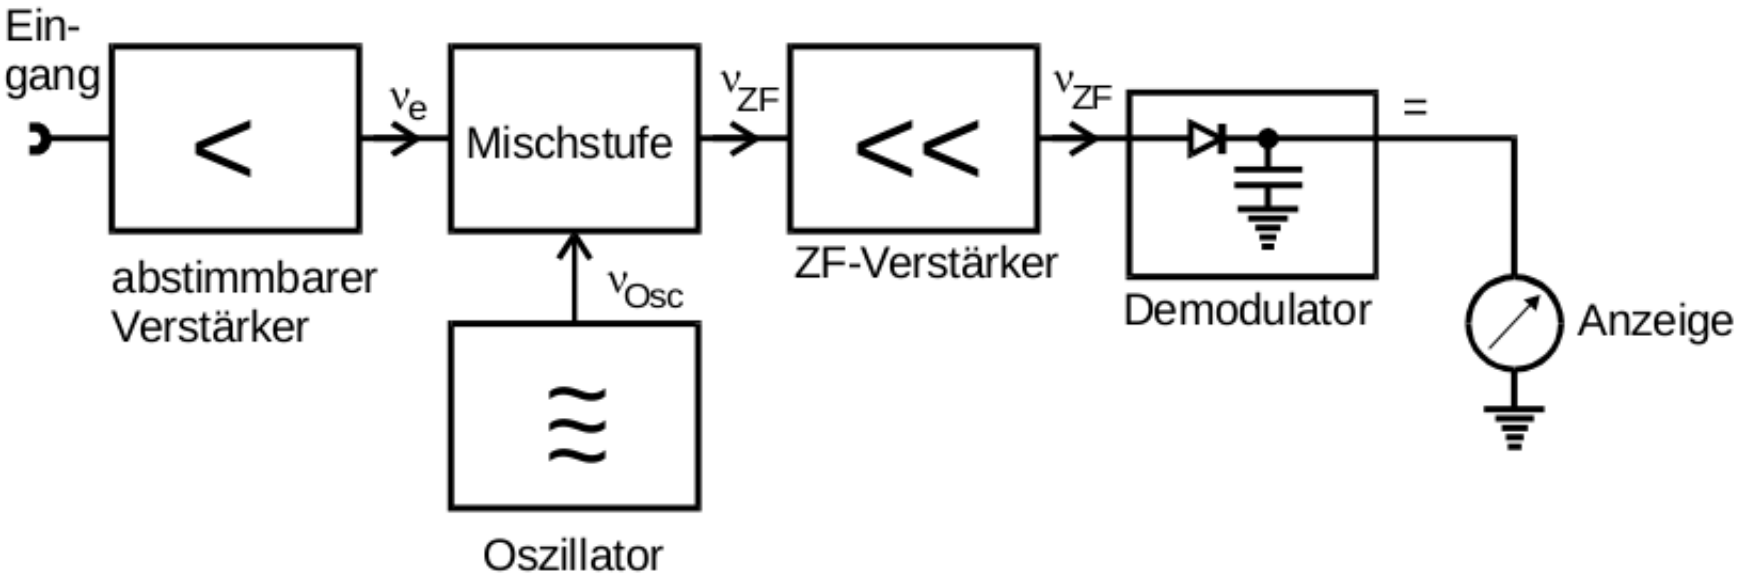 Ein-
gang
<
νe
Mischstufe
νZF
<<
νZF
=
abstimmbarer
Verstärker
νOsc
ZF-Verstärker
Demodulator
Anzeige
≈
Oszillator